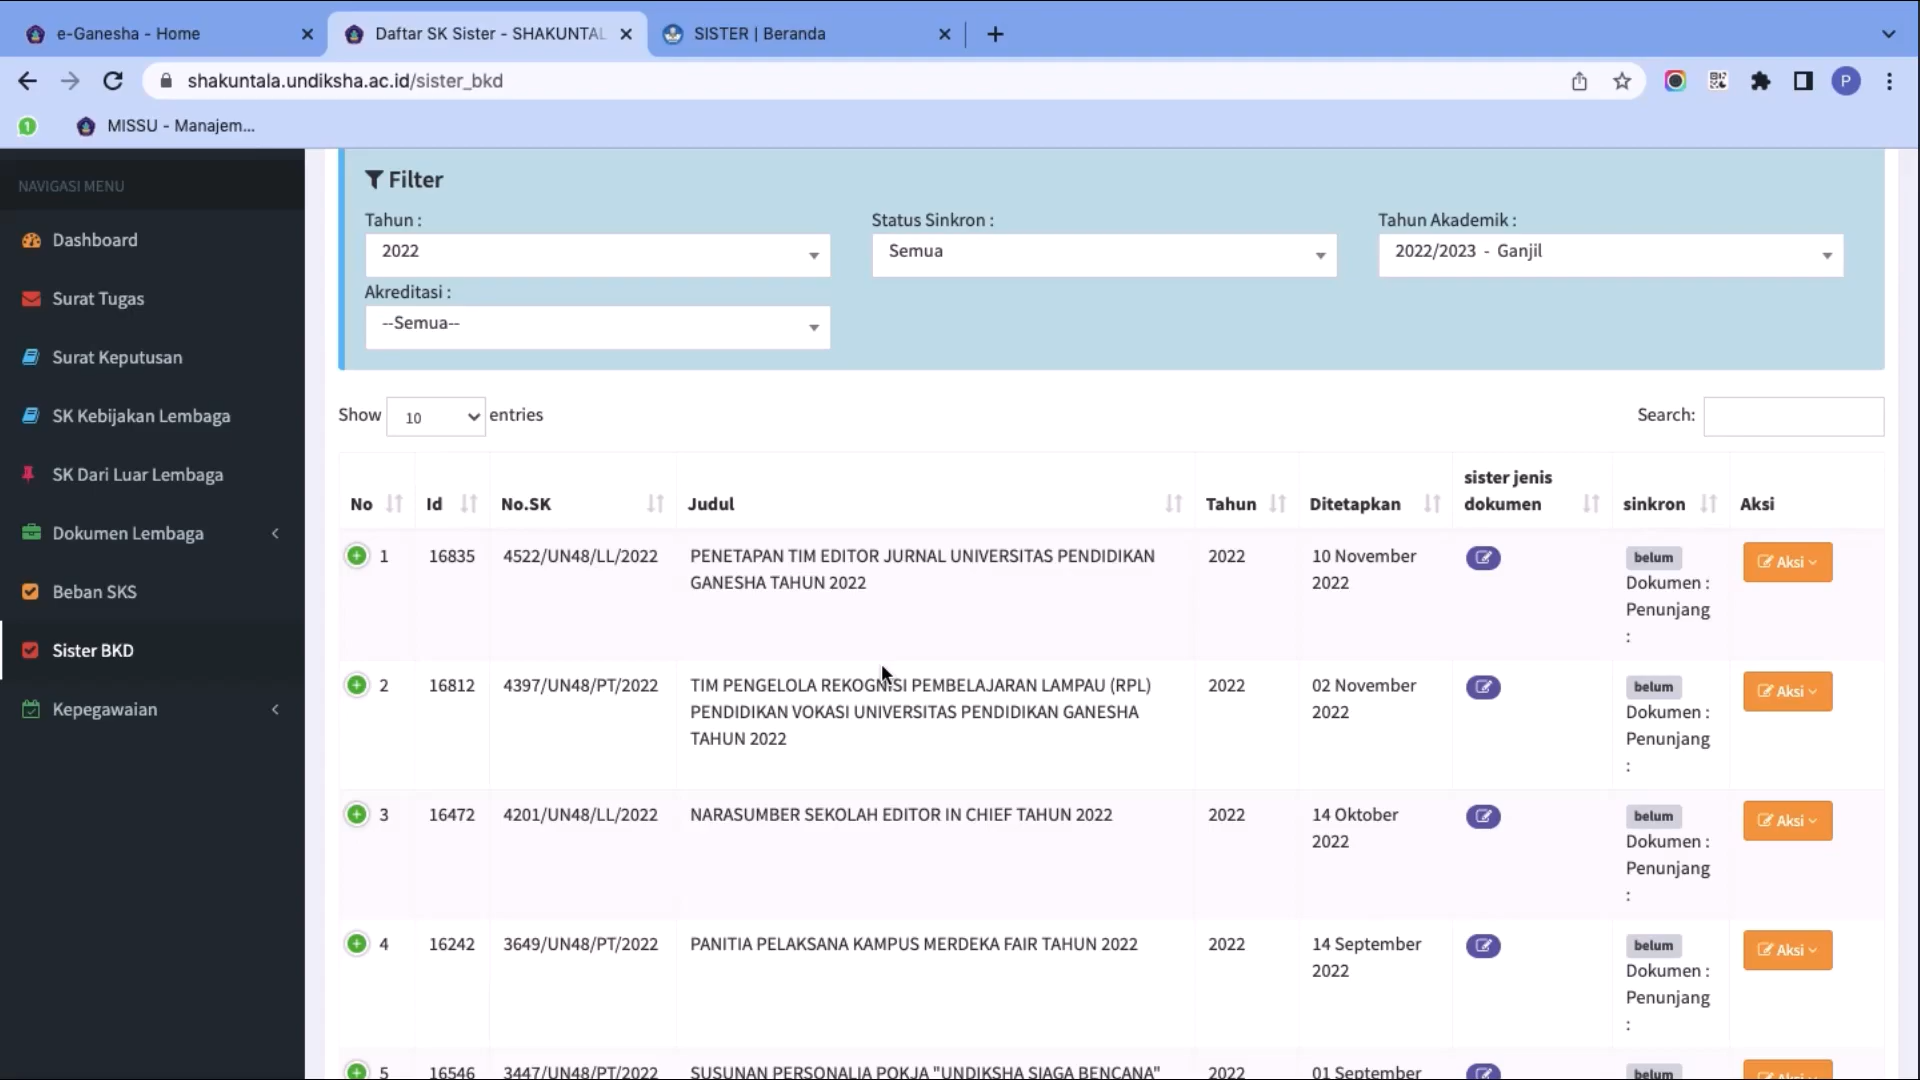 e-Ganesha - Home
Daftar SK Sister - SHAKUNTAL
SISTER | Beranda
shakuntala.undiksha.ac.id/sister_bkd
P
1
MISSU - Manajem...
NAVIGASI MENU
Dashboard
Surat Tugas
Surat Keputusan
SK Kebijakan Lembaga
SK Dari Luar Lembaga
Dokumen Lembaga
Beban SKS
Sister BKD
Kepegawaian
Filter
Tahun :
Status Sinkron :
Tahun Akademik :
2022
Semua
2022/2023 - Ganjil
Akreditasi :
--Semua--
Show 10 entries
Search:
No Id No.SK Judul Tahun Ditetapkan sister jenis dokumen sinkron Aksi
1 16835 4522/UN48/LL/2022 PENETAPAN TIM EDITOR JURNAL UNIVERSITAS PENDIDIKAN 2022 10 November belum Aksi
GANESHA TAHUN 2022 2022 Dokumen :
Penunjang
:
2 16812 4397/UN48/PT/2022 TIM PENGELOLA REKOGNISI PEMBELAJARAN LAMPAU (RPL) 2022 02 November belum Aksi
PENDIDIKAN VOKASI UNIVERSITAS PENDIDIKAN GANESHA 2022 Dokumen :
TAHUN 2022 Penunjang
:
3 16472 4201/UN48/LL/2022 NARASUMBER SEKOLAH EDITOR IN CHIEF TAHUN 2022 2022 14 Oktober belum Aksi
2022 Dokumen :
Penunjang
:
4 16242 3649/UN48/PT/2022 PANITIA PELAKSANA KAMPUS MERDEKA FAIR TAHUN 2022 2022 14 September belum Aksi
2022 Dokumen :
Penunjang
:
5 16546 3447/UN48/PT/2022 SUSUNAN PERSONALIA POKJA "UNDIKSHA SIAGA BENCANA" 2022 01 September belum Aksi